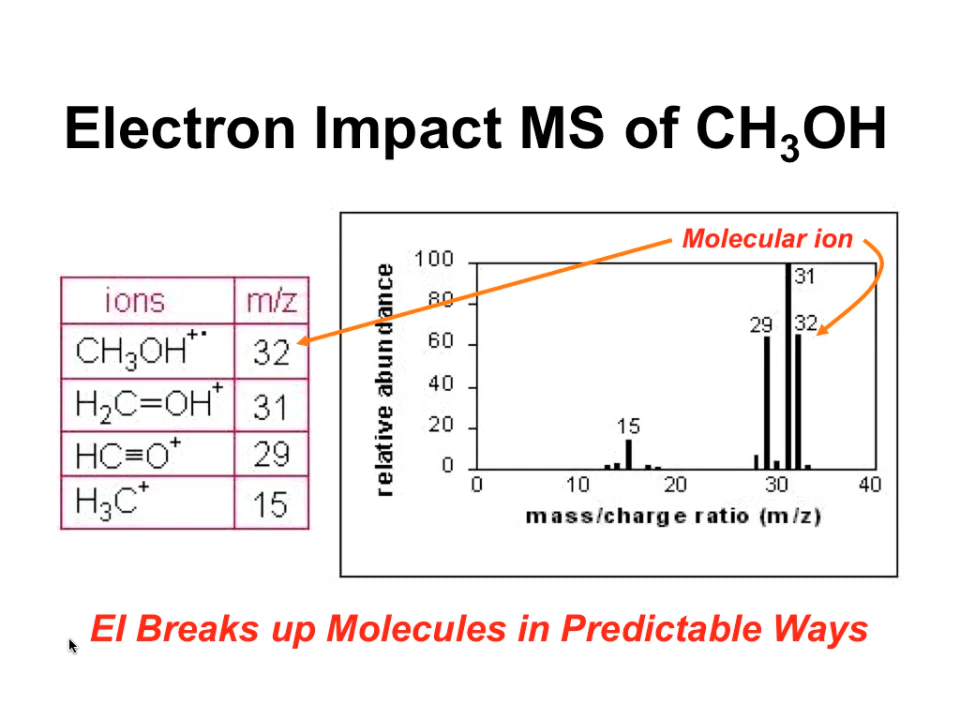 Electron Impact MS of CH₃OH
ions m/z
CH₃OH⁺· 32
H₂C=OH⁺ 31
HC≡O⁺ 29
H₃C⁺ 15
Molecular ion
relative abundance
100
80
60
40
20
0
31
29
32
15
0 10 20 30 40
mass/charge ratio (m/z)
EI Breaks up Molecules in Predictable Ways